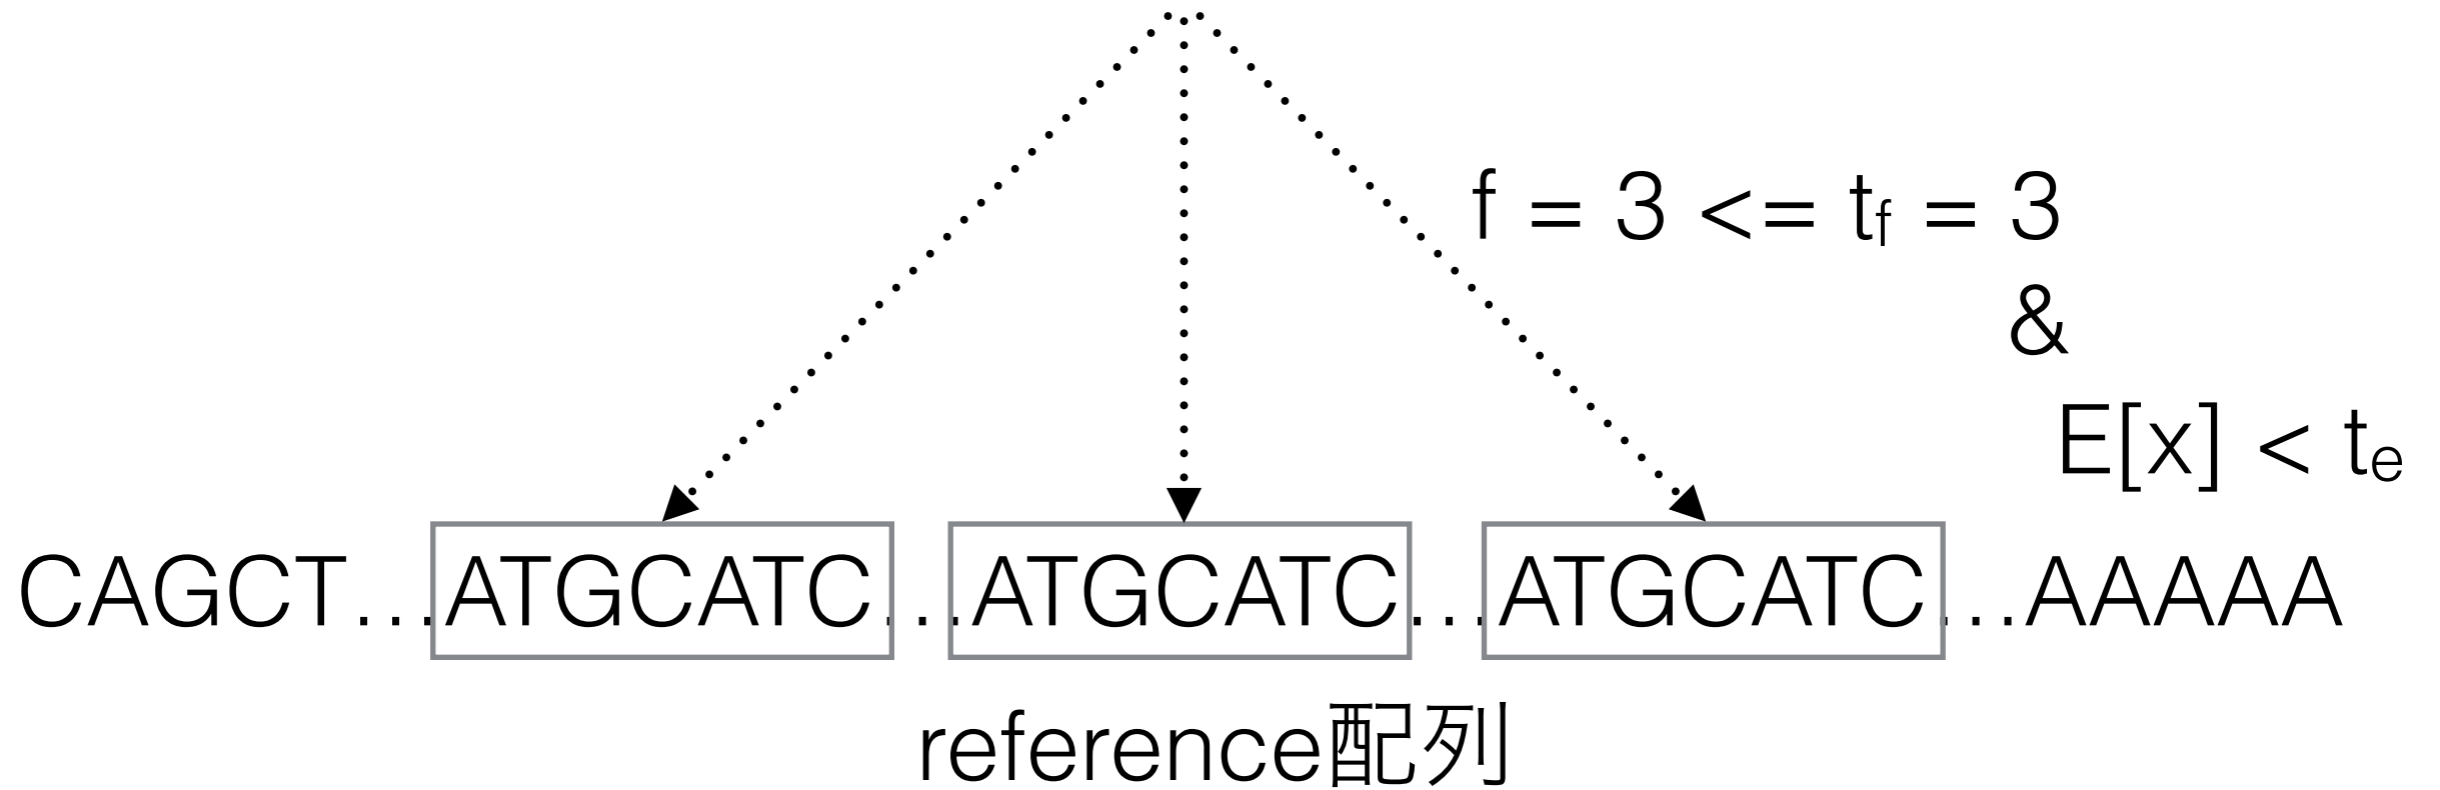 f = 3 <= tf = 3
&
E[x] < te
CAGCT...ATGCATC...ATGCATC...ATGCATC...AAAAA
reference配列